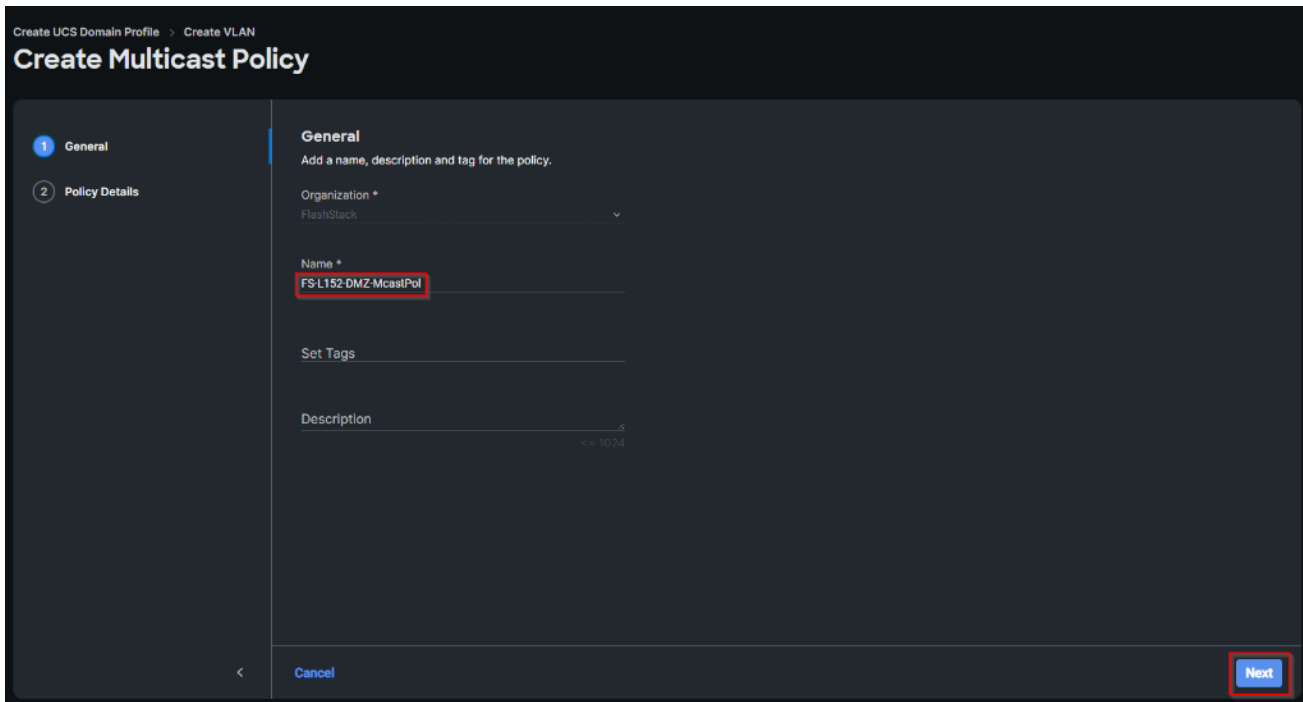 Create UCS Domain Profile > Create VLAN
Create Multicast Policy
1 General
2 Policy Details
General
Add a name, description and tag for the policy.
Organization *
FlashStack
Name *
FS-L152-DMZ-McastPol
Set Tags
Description
<= 1024
< Cancel Next